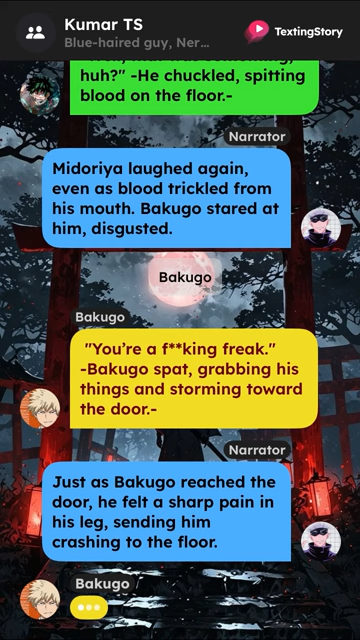 Kumar TS
Blue-haired guy, Ner...
TextingStory
huh?" -He chuckled, spitting
blood on the floor.-
Narrator
Midoriya laughed again,
even as blood trickled from
his mouth. Bakugo stared at
him, disgusted.
Bakugo
Bakugo
"You're a f**king freak."
-Bakugo spat, grabbing his
things and storming toward
the door.-
Narrator
Just as Bakugo reached the
door, he felt a sharp pain in
his leg, sending him
crashing to the floor.
Bakugo